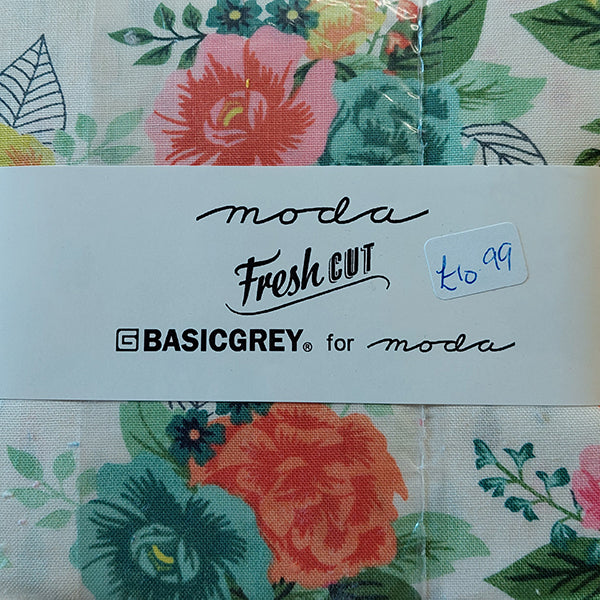 moda
Fresh CUT
£10.99
G BASICGREY® for moda